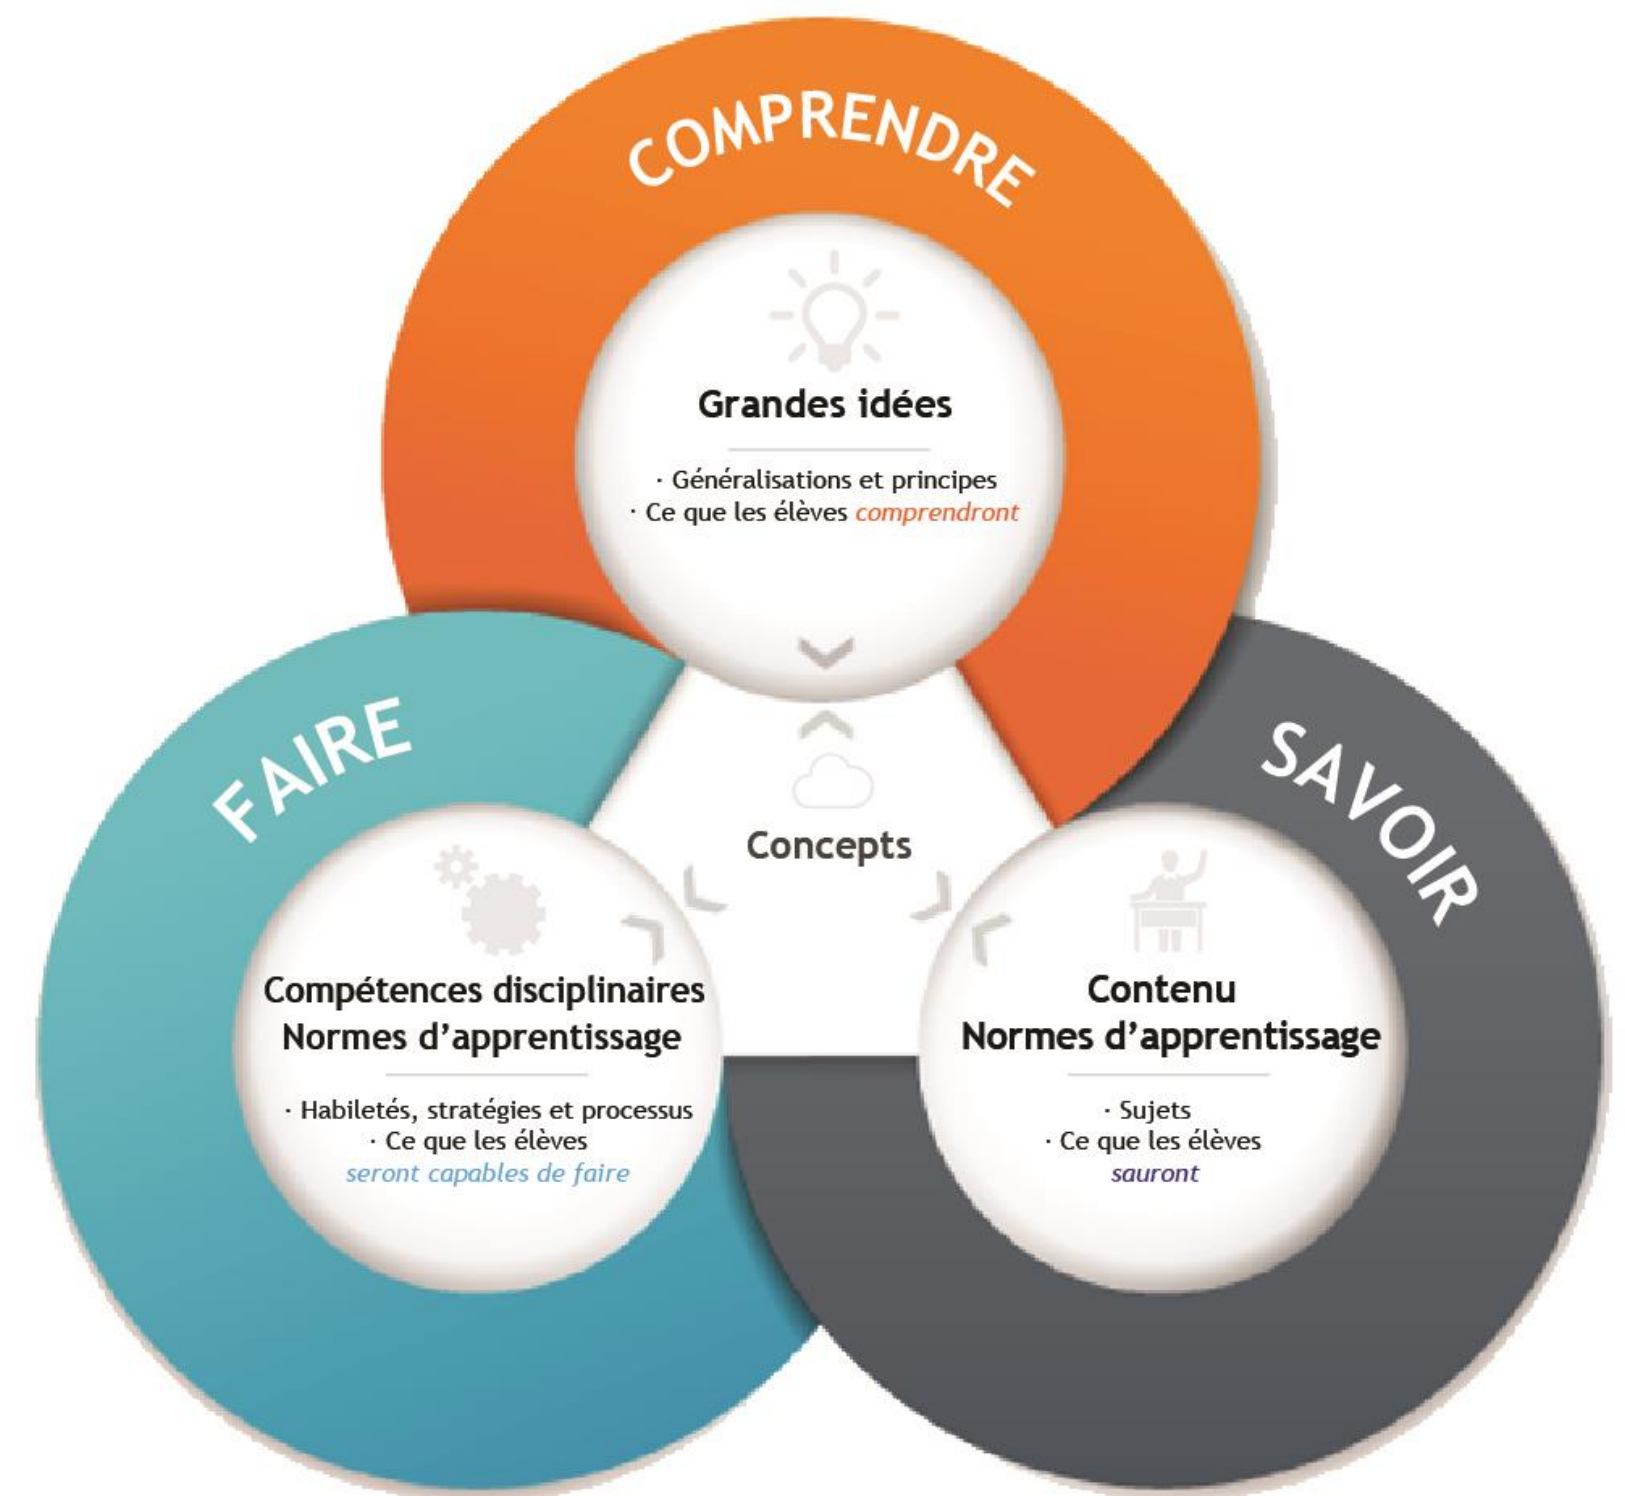 COMPRENDRE
Grandes idées
· Généralisations et principes
· Ce que les élèves comprendront
FAIRE
SAVOIR
Concepts
Compétences disciplinaires
Normes d’apprentissage
· Habiletés, stratégies et processus
· Ce que les élèves
seront capables de faire
Contenu
Normes d’apprentissage
· Sujets
· Ce que les élèves
sauront